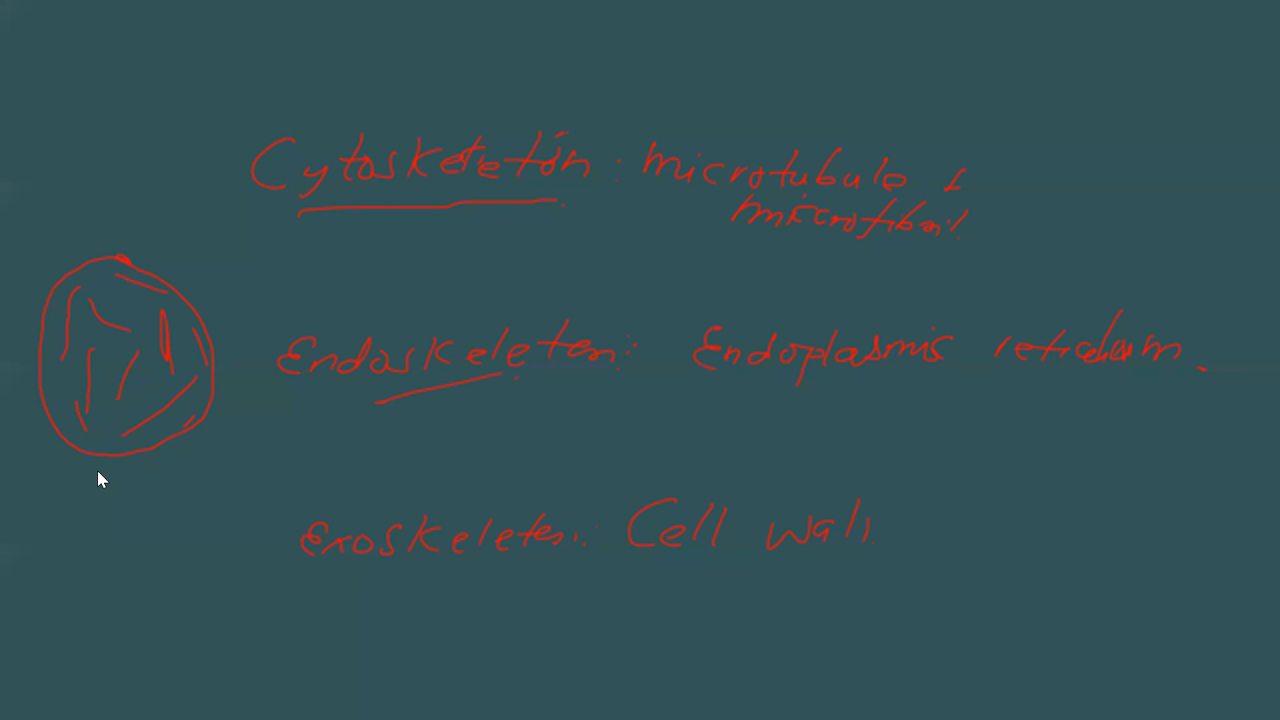 Cytoskeleton : microtubule &
microfibril.
Endoskeleton : Endoplasmic reticulum.
Exoskeleton : Cell wall.